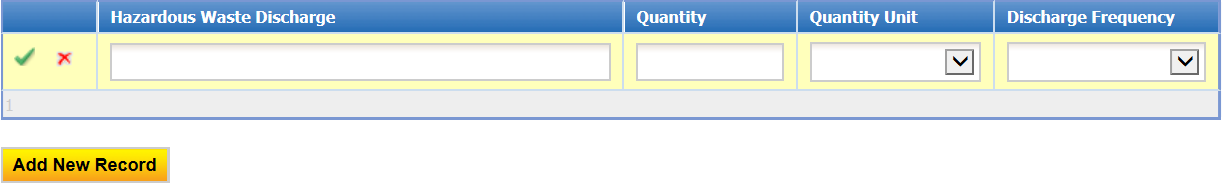 Hazardous Waste Discharge Quantity Quantity Unit Discharge Frequency
1
Add New Record